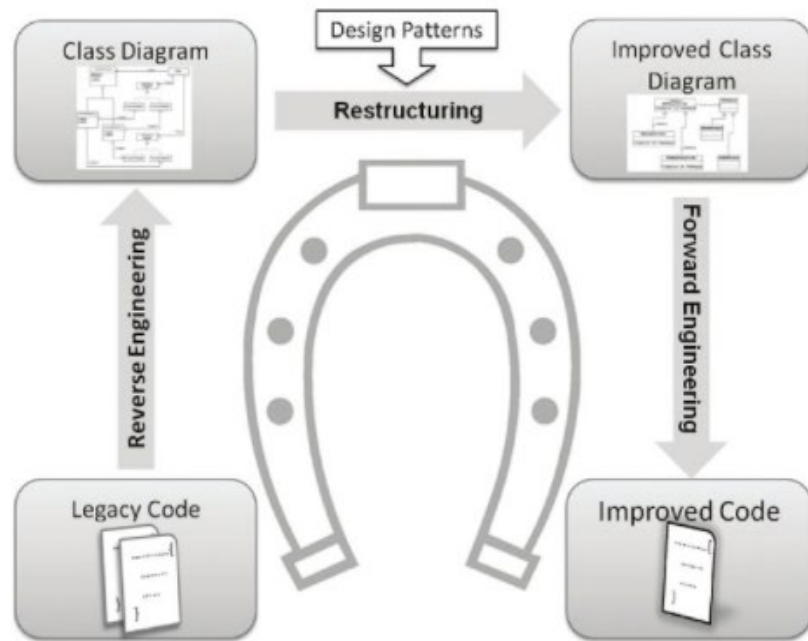 Class Diagram
Design Patterns
Improved Class
Diagram
Restructuring
Reverse Engineering
Forward Engineering
Legacy Code
Improved Code